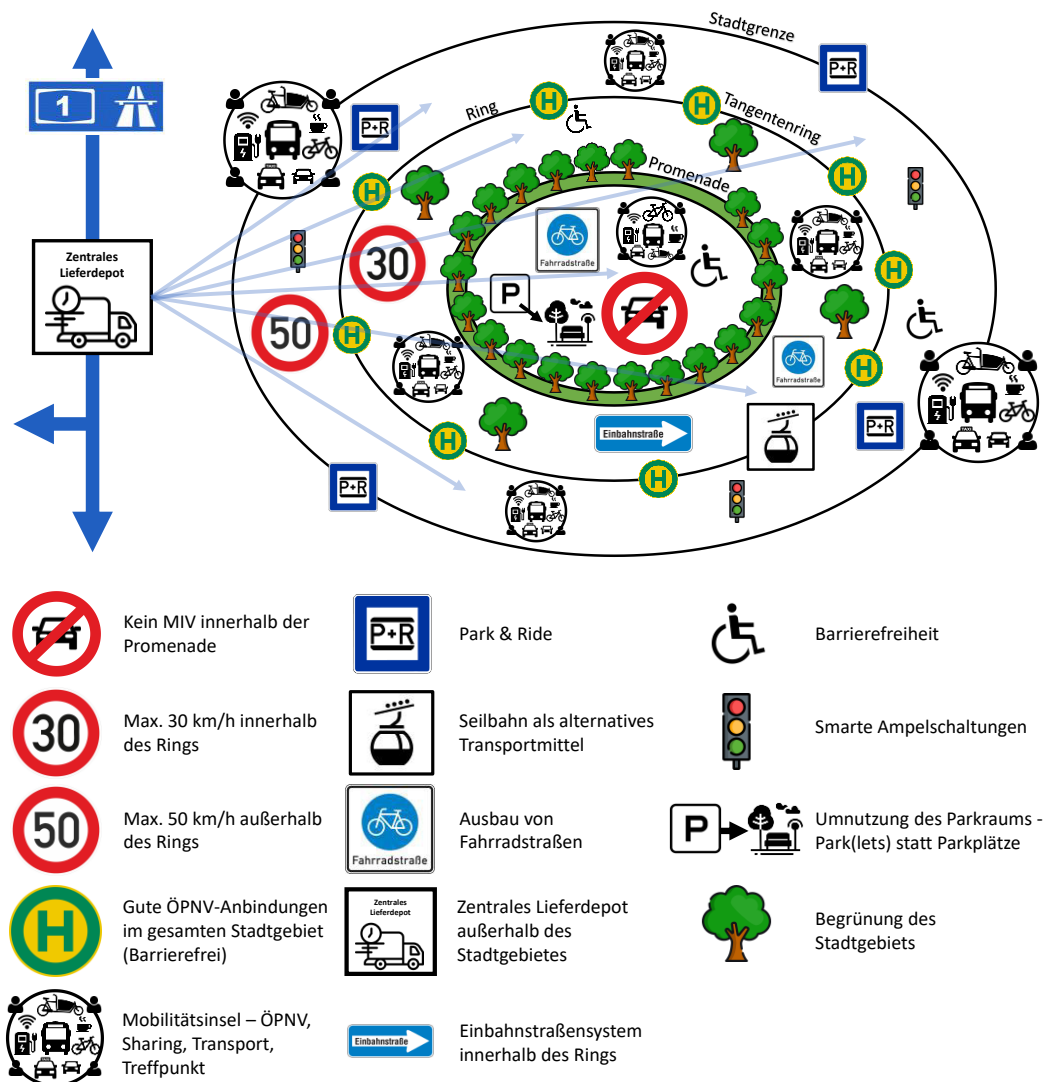 Stadtgrenze
P+R
1
Ring
H
H
Tangentenring
P+R
Promenade
H
H
TAXI
Zentrales
Lieferdepot
30
Fahrradstraße
P
H
50
H
Fahrradstraße
H
TAXI
Einbahnstraße
P+R
H
H
P+R
Kein MIV innerhalb der
Promenade
P+R
Park & Ride
Barrierefreiheit
30
Max. 30 km/h innerhalb
des Rings
Seilbahn als alternatives
Transportmittel
Smarte Ampelschaltungen
50
Max. 50 km/h außerhalb
des Rings
Fahrradstraße
Ausbau von
Fahrradstraßen
P
Umnutzung des Parkraums -
Park(lets) statt Parkplätze
H
Gute ÖPNV-Anbindungen
im gesamten Stadtgebiet
(Barrierefrei)
Zentrales
Lieferdepot
Zentrales Lieferdepot
außerhalb des
Stadtgebietes
Begrünung des
Stadtgebiets
Mobilitätsinsel – ÖPNV,
Sharing, Transport,
Treffpunkt
Einbahnstraße
Einbahnstraßensystem
innerhalb des Rings